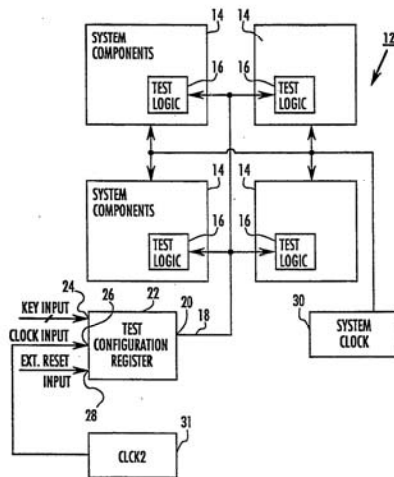 14
14
12
SYSTEM
COMPONENTS
16
16
TEST
LOGIC
TEST
LOGIC
14
14
SYSTEM
COMPONENTS
16
16
TEST
LOGIC
TEST
LOGIC
24
26
22
20
KEY INPUT
CLOCK INPUT
EXT. RESET
INPUT
28
TEST
CONFIGURATION
REGISTER
18
30
SYSTEM
CLOCK
31
CLCK2